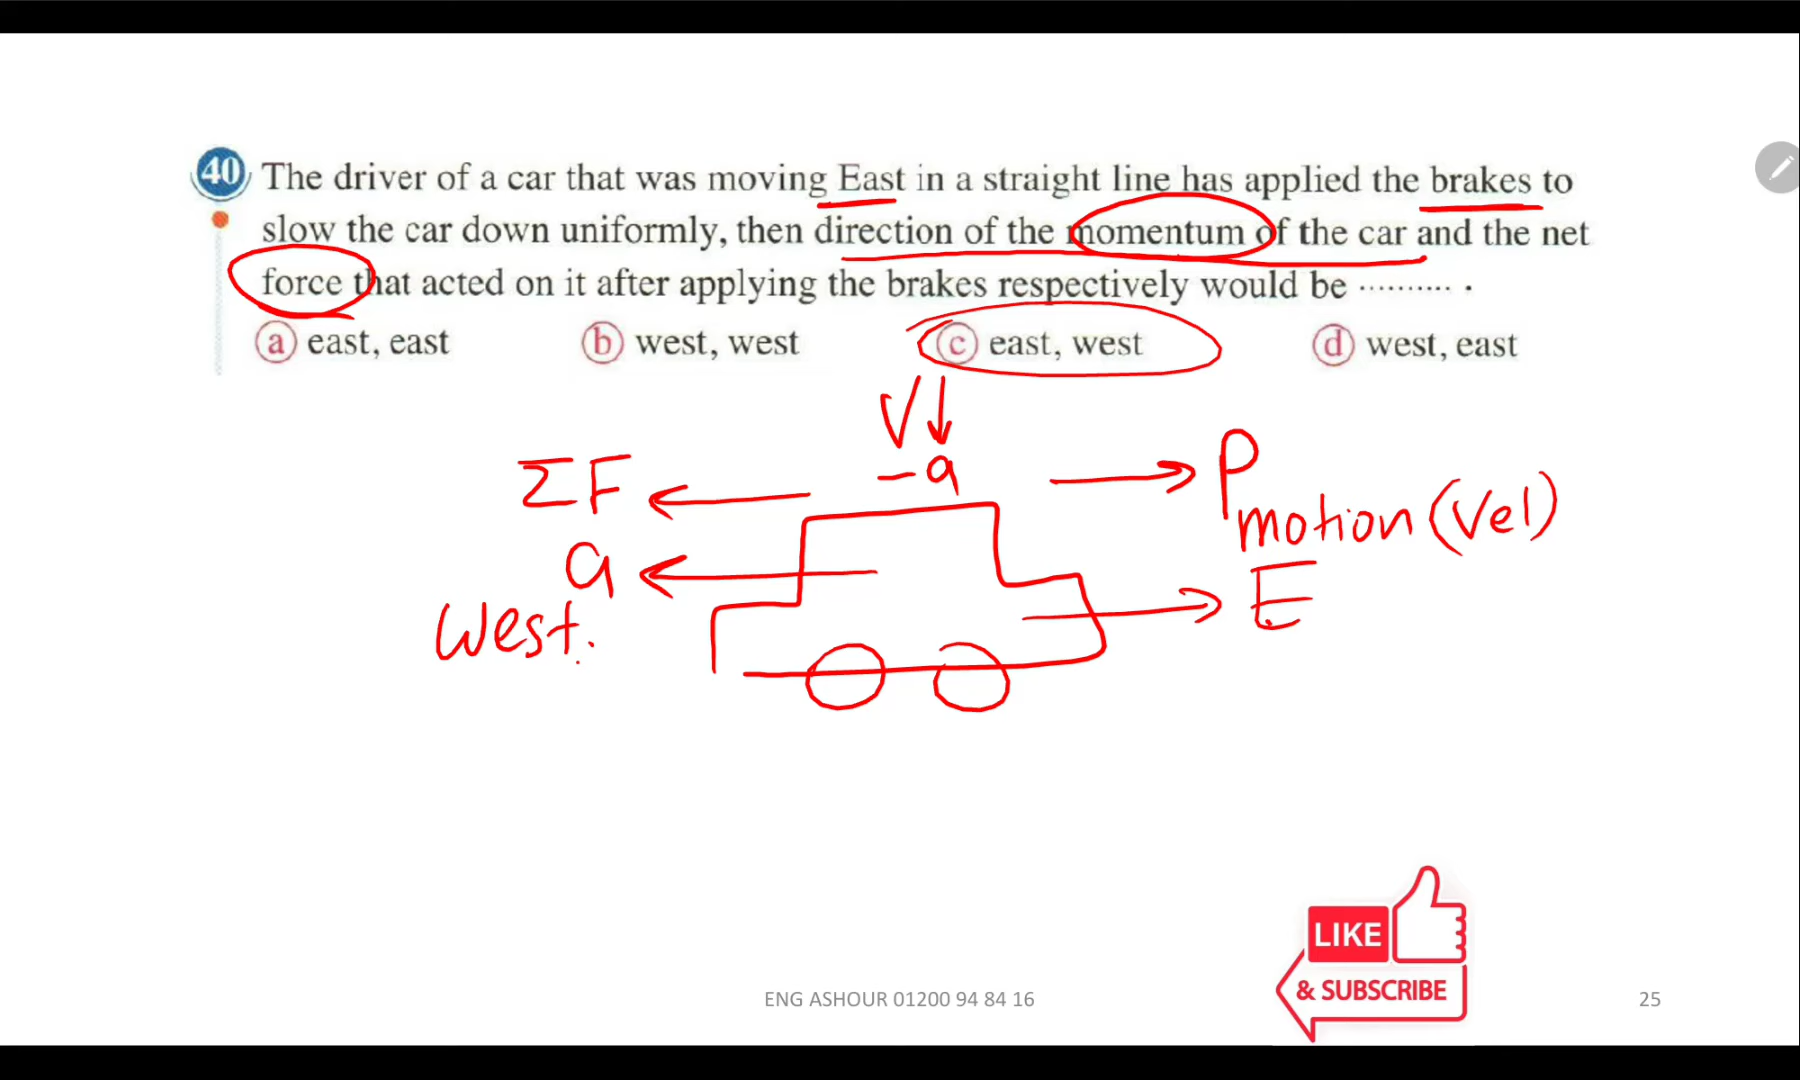 40 The driver of a car that was moving East in a straight line has applied the brakes to
slow the car down uniformly, then direction of the momentum of the car and the net
force that acted on it after applying the brakes respectively would be .......... .
a east, east b west, west c east, west d west, east
V↓
-a
ΣF
P
motion (Vel)
a
E
West.
LIKE
& SUBSCRIBE
ENG ASHOUR 01200 94 84 16
25